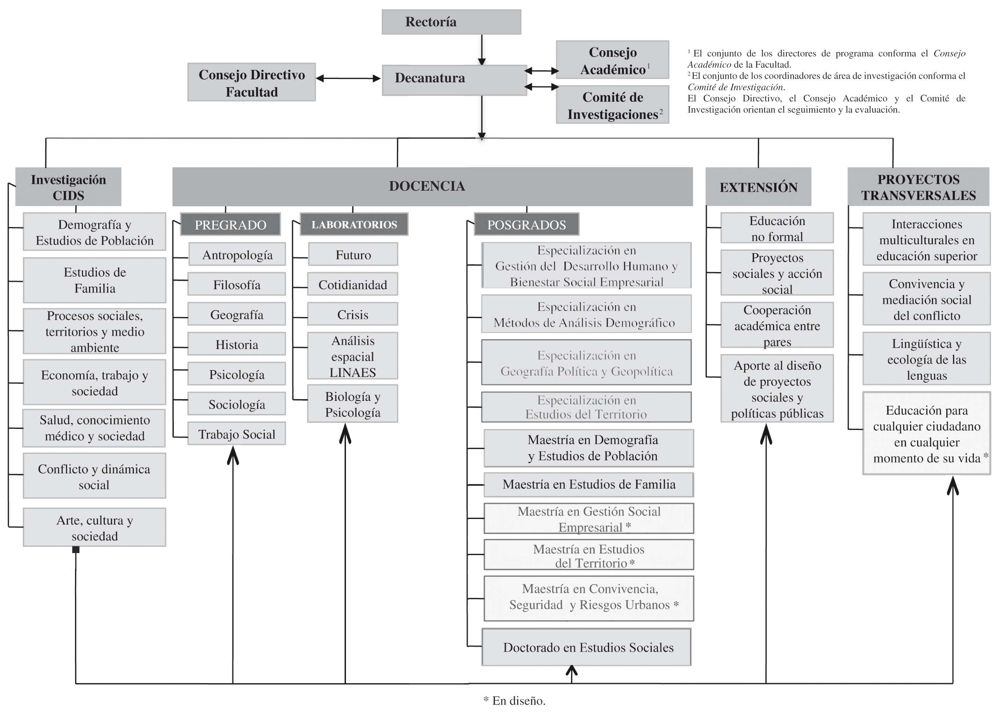 Rectoría
Consejo
Académico1
Consejo Directivo
Facultad
Decanatura
Comité de
Investigaciones2
1 El conjunto de los directores de programa conforma el Consejo
Académico de la Facultad.
2 El conjunto de los coordinadores de área de investigación conforma el
Comité de Investigación.
El Consejo Directivo, el Consejo Académico y el Comité de
Investigación orientan el seguimiento y la evaluación.
Investigación
CIDS
Demografía y
Estudios de Población
Estudios de
Familia
Procesos sociales,
territorios y medio
ambiente
Economía, trabajo y
sociedad
Salud, conocimiento
médico y sociedad
Conflicto y dinámica
social
Arte, cultura y
sociedad
DOCENCIA
PREGRADO
Antropología
Filosofía
Geografía
Historia
Psicología
Sociología
Trabajo Social
LABORATORIOS
Futuro
Cotidianidad
Crisis
Análisis
espacial
LINAES
Biología y
Psicología
POSGRADOS
Especialización en
Gestión del Desarrollo Humano y
Bienestar Social Empresarial
Especialización en
Métodos de Análisis Demográfico
Especialización en
Geografía Política y Geopolítica
Especialización en
Estudios del Territorio
Maestría en Demografía
y Estudios de Población
Maestría en Estudios de Familia
Maestría en Gestión Social
Empresarial *
Maestría en Estudios
del Territorio *
Maestría en Convivencia,
Seguridad y Riesgos Urbanos *
Doctorado en Estudios Sociales
EXTENSIÓN
Educación
no formal
Proyectos
sociales y acción
social
Cooperación
académica entre
pares
Aporte al diseño
de proyectos
sociales y
políticas públicas
PROYECTOS
TRANSVERSALES
Interacciones
multiculturales en
educación superior
Convivencia y
mediación social
del conflicto
Lingüística y
ecología de las
lenguas
Educación para
cualquier ciudadano
en cualquier
momento de su vida *
* En diseño.